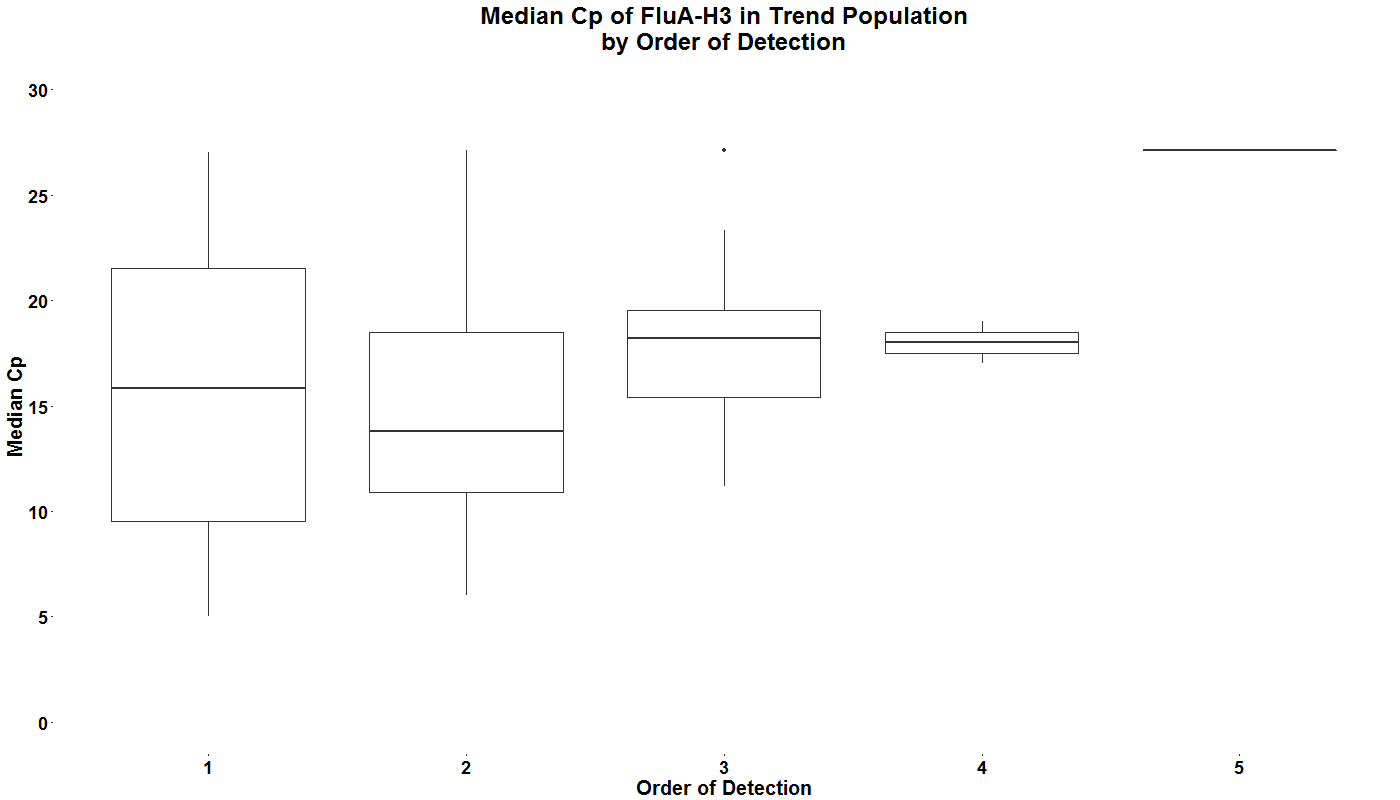 Median Cp of FluA-H3 in Trend Population
by Order of Detection
Median Cp
30
25
20
15
10
5
0
1 2 3 4 5
Order of Detection